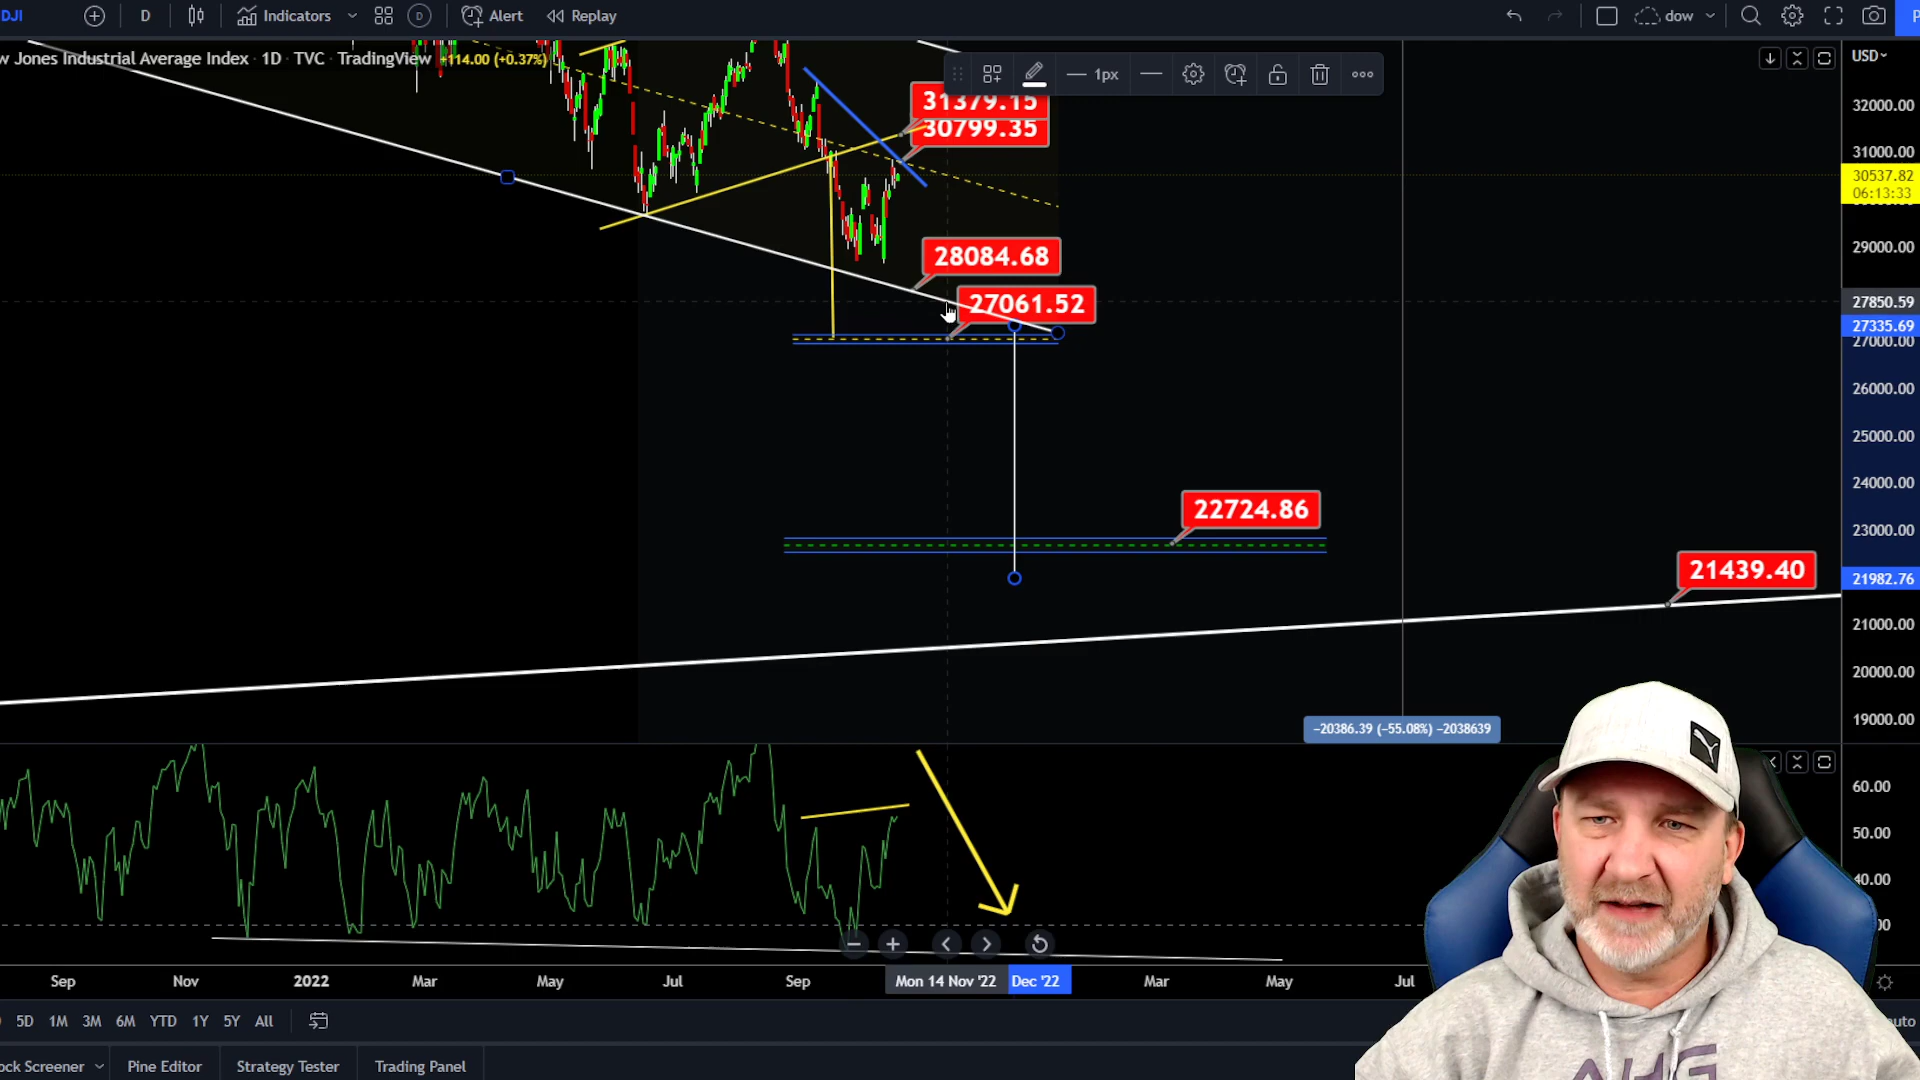 DJI
D
Indicators
D
Alert
Replay
dow
P
w Jones Industrial Average Index · 1D · TVC · TradingView +114.00 (+0.37%)
1px
USD
31379.15
30799.35
28084.68
27061.52
22724.86
21439.40
32000.00
31000.00
30537.82
06:13:33
29000.00
27850.59
27335.69
27000.00
26000.00
25000.00
24000.00
23000.00
21982.76
21000.00
20000.00
19000.00
−20386.39 (−55.08%) −2038639
60.00
50.00
40.00
Sep
Nov
2022
Mar
May
Jul
Sep
Mon 14 Nov '22
Dec '22
Mar
May
Jul
5D
1M
3M
6M
YTD
1Y
5Y
All
auto
ock Screener
Pine Editor
Strategy Tester
Trading Panel